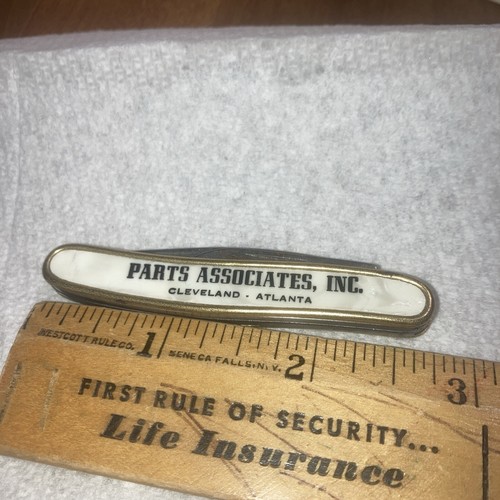 PARTS ASSOCIATES, INC.
CLEVELAND · ATLANTA
WESTCOTT RULE CO. 1 SENECA FALLS, N.Y. 2 3
FIRST RULE OF SECURITY...
Life Insurance